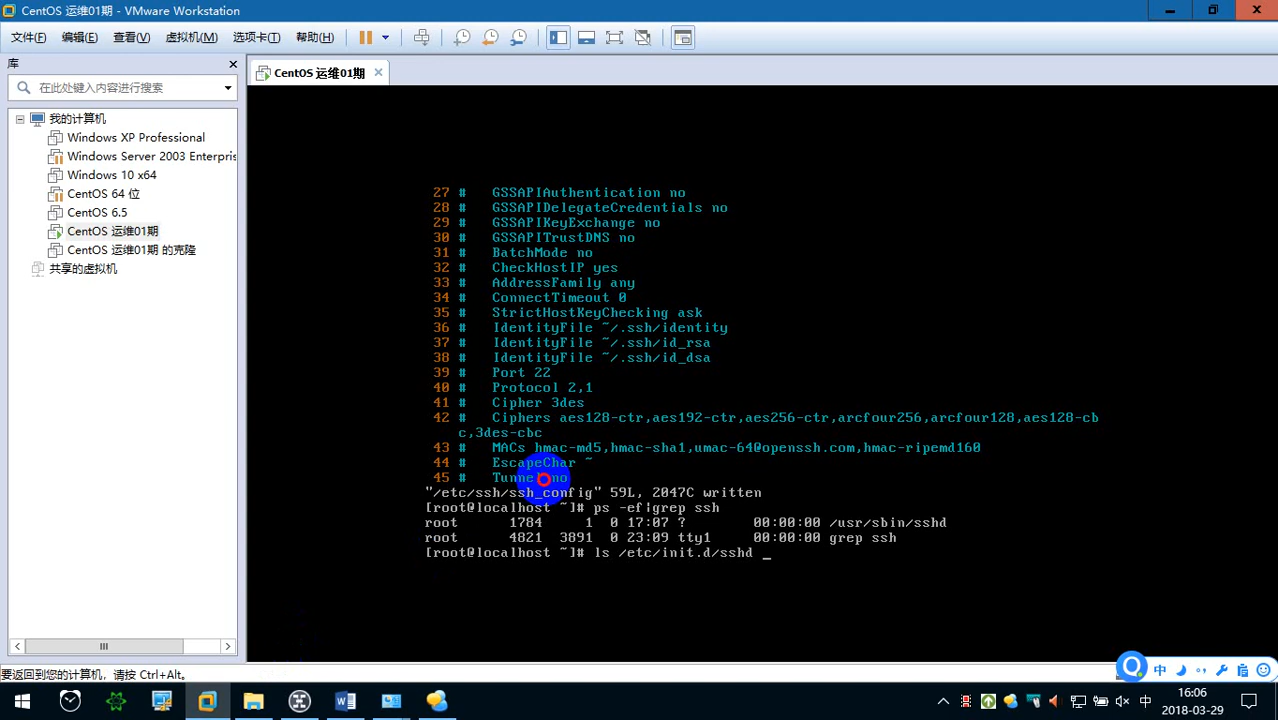 CentOS 运维01期 - VMware Workstation
文件(F) 编辑(E) 查看(V) 虚拟机(M) 选项卡(T) 帮助(H)
库
在此处键入内容进行搜索
我的计算机
Windows XP Professional
Windows Server 2003 Enterpris
Windows 10 x64
CentOS 64 位
CentOS 6.5
CentOS 运维01期
CentOS 运维01期 的克隆
共享的虚拟机
CentOS 运维01期
27 # GSSAPIAuthentication no
28 # GSSAPIDelegateCredentials no
29 # GSSAPIKeyExchange no
30 # GSSAPITrustDNS no
31 # BatchMode no
32 # CheckHostIP yes
33 # AddressFamily any
34 # ConnectTimeout 0
35 # StrictHostKeyChecking ask
36 # IdentityFile ~/.ssh/identity
37 # IdentityFile ~/.ssh/id_rsa
38 # IdentityFile ~/.ssh/id_dsa
39 # Port 22
40 # Protocol 2,1
41 # Cipher 3des
42 # Ciphers aes128-ctr,aes192-ctr,aes256-ctr,arcfour256,arcfour128,aes128-cb
c,3des-cbc
43 # MACs hmac-md5,hmac-sha1,umac-64@openssh.com,hmac-ripemd160
44 # EscapeChar ~
45 # Tunnel no
"/etc/ssh/ssh_config" 59L, 2047C written
[root@localhost ~]# ps -ef|grep ssh
root 1784 1 0 17:07 ? 00:00:00 /usr/sbin/sshd
root 4821 3891 0 23:09 tty1 00:00:00 grep ssh
[root@localhost ~]# ls /etc/init.d/sshd _
要返回到您的计算机，请按 Ctrl+Alt。
中
中
16:06
2018-03-29